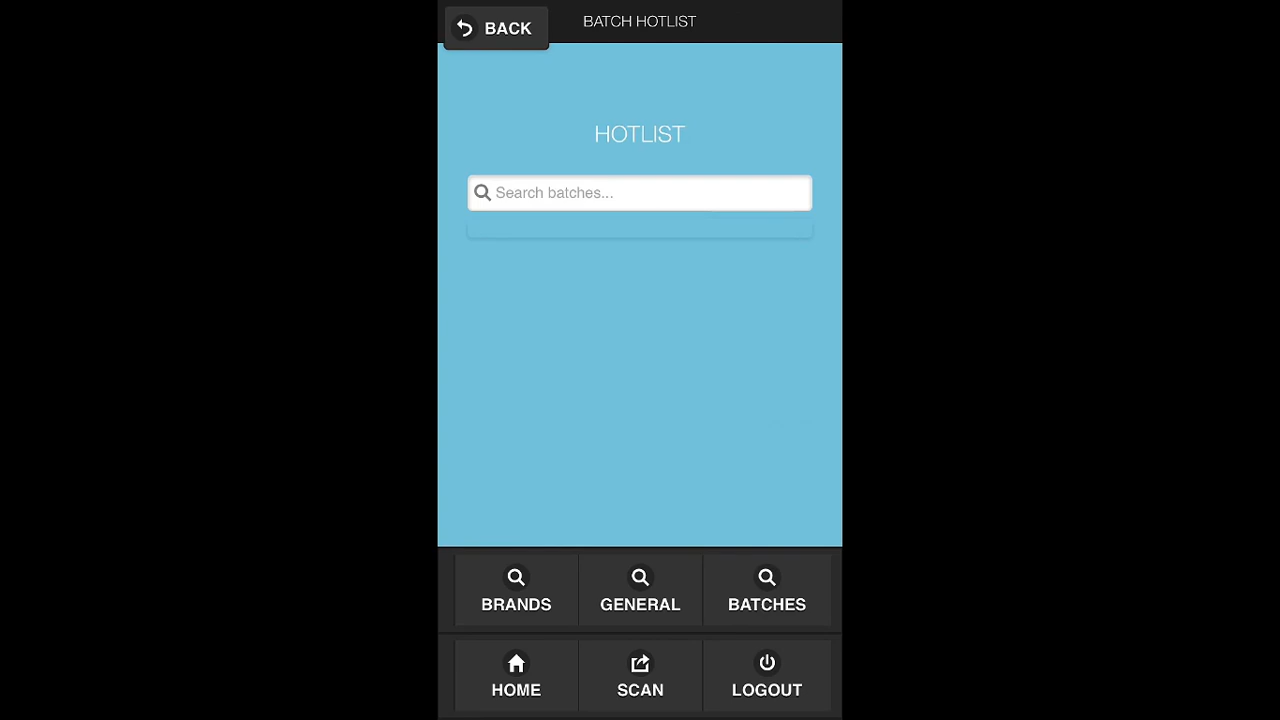 BACK
BATCH HOTLIST
HOTLIST
Search batches...
BRANDS
GENERAL
BATCHES
HOME
SCAN
LOGOUT